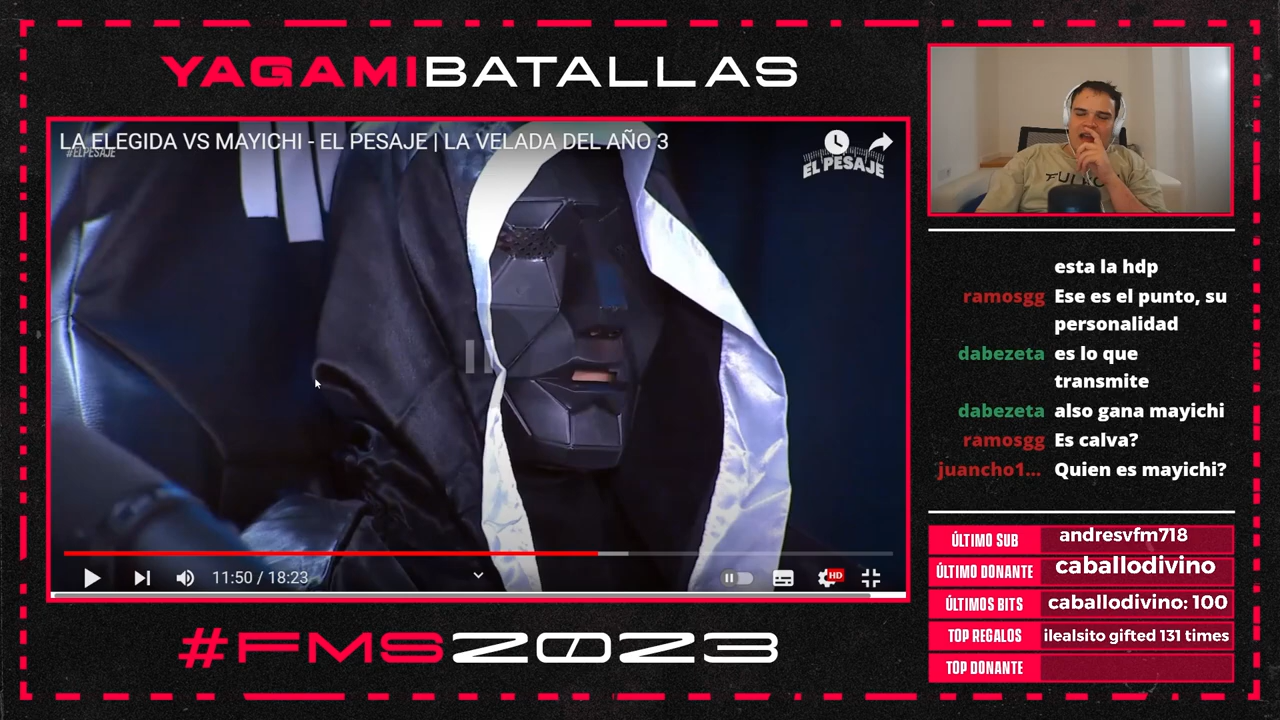 YAGAMIBATALLAS
LA ELEGIDA VS MAYICHI - EL PESAJE | LA VELADA DEL AÑO 3
#ELPESAJE
EL PESAJE
11:50 / 18:23
HD
#FMS2023
esta la hdp
ramosgg Ese es el punto, su
personalidad
dabezeta es lo que
transmite
dabezeta also gana mayichi
ramosgg Es calva?
juancho1... Quien es mayichi?
ÚLTIMO SUB andresvfm718
ÚLTIMO DONANTE caballodivino
ÚLTIMOS BITS caballodivino: 100
TOP REGALOS ilealsito gifted 131 times
TOP DONANTE